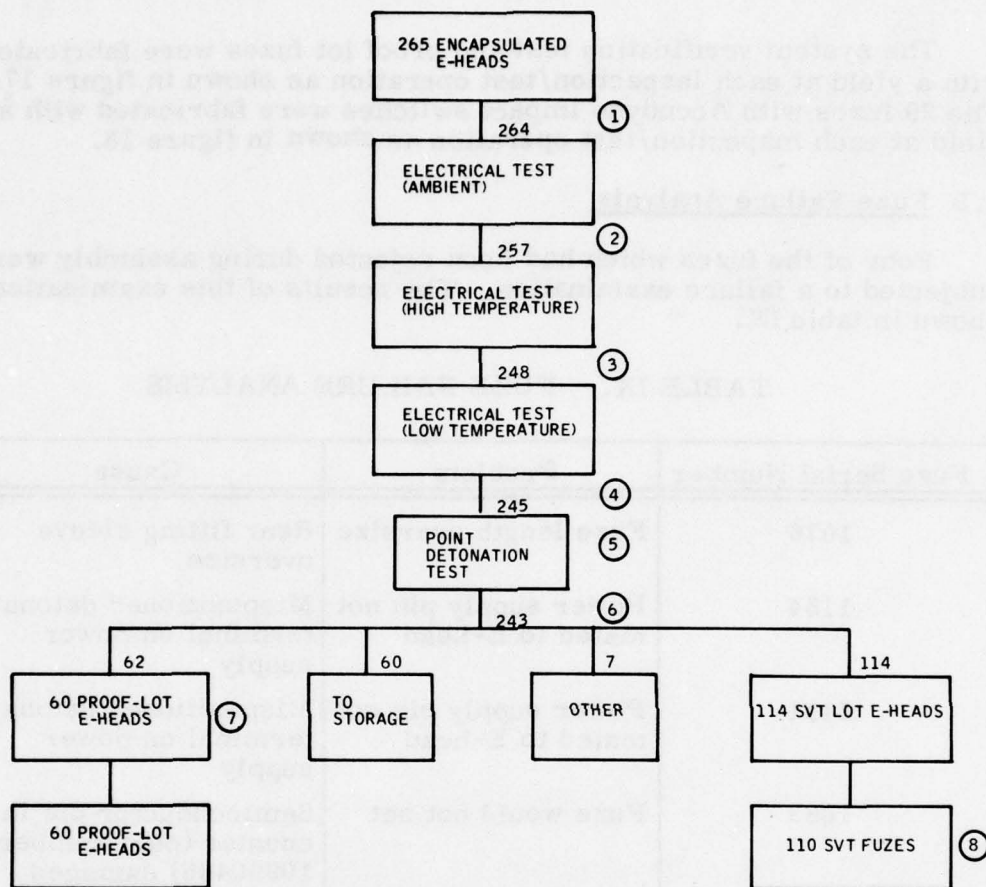 265 ENCAPSULATED
E-HEADS
1
264
ELECTRICAL TEST
(AMBIENT)
2
257
ELECTRICAL TEST
(HIGH TEMPERATURE)
3
248
ELECTRICAL TEST
(LOW TEMPERATURE)
4
245
POINT
DETONATION
TEST
5
6
243
62
60
7
114
60 PROOF-LOT
E-HEADS
7
TO
STORAGE
OTHER
114 SVT LOT E-HEADS
60 PROOF-LOT
E-HEADS
110 SVT FUZES
8